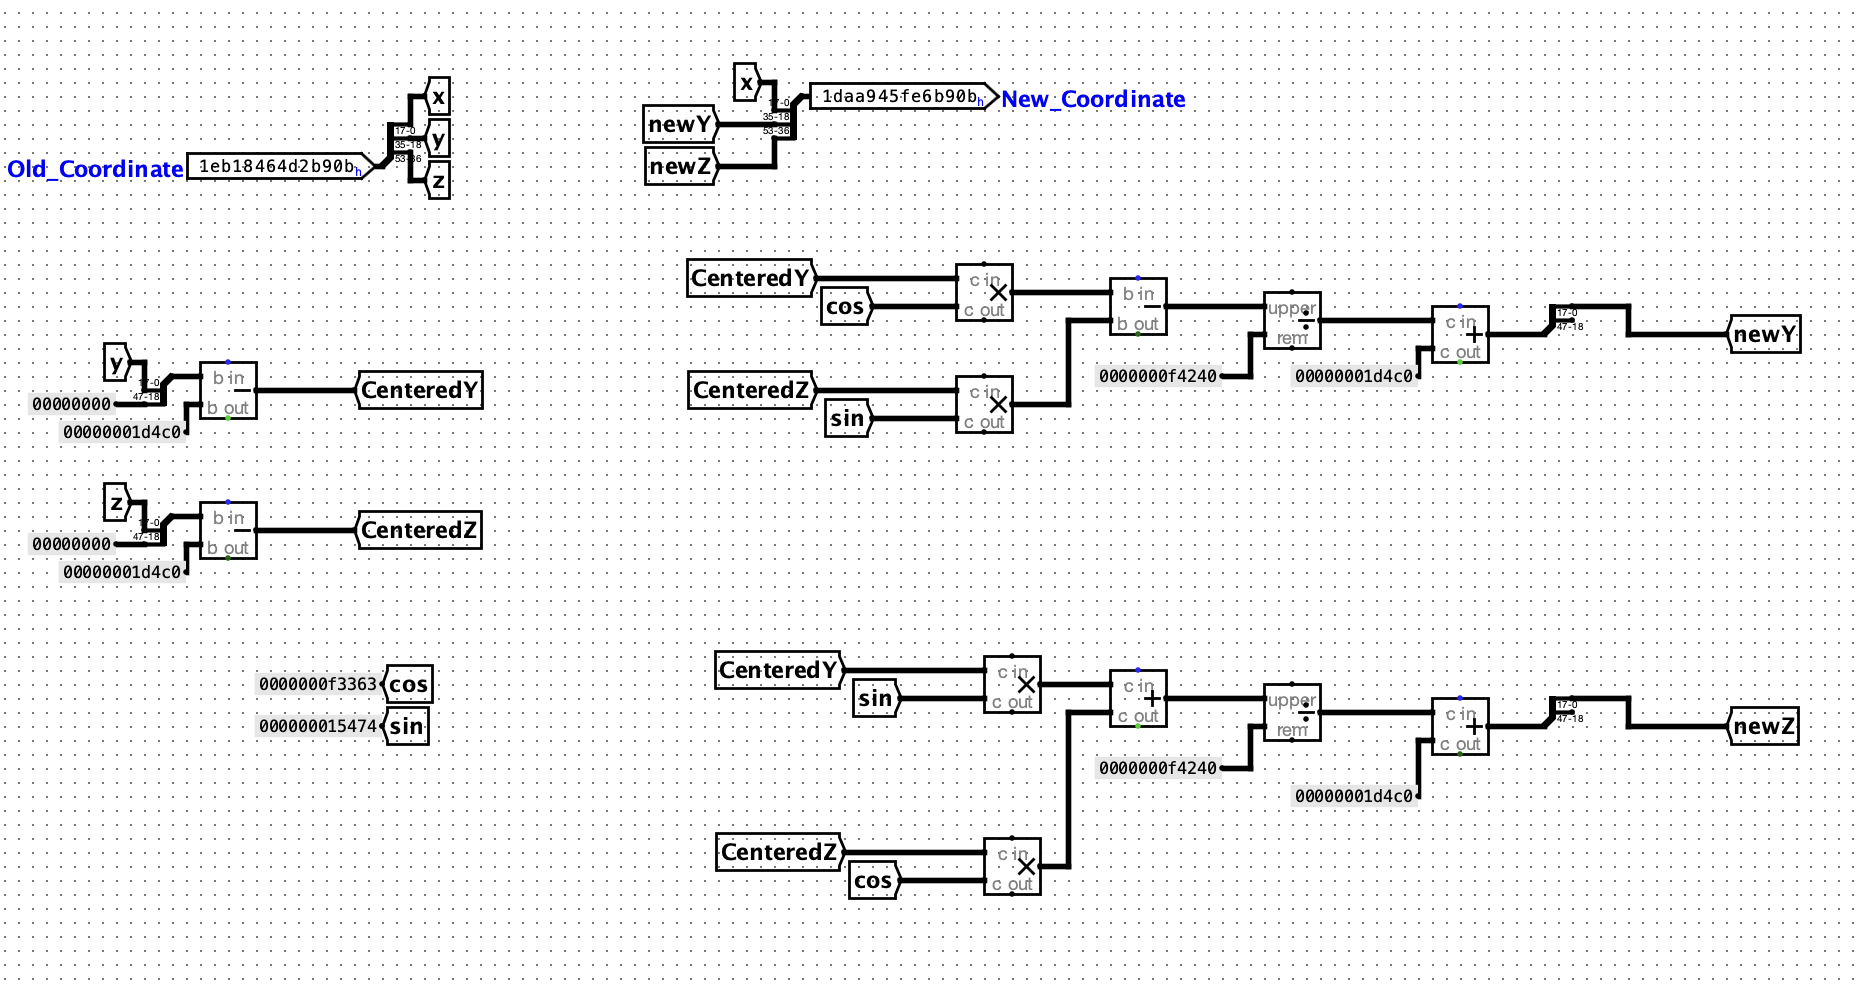 x
17-0
y
35-18
53-36
z
Old_Coordinate
1eb18464d2b90b h
x
17-0
1daa945fe6b90b h
New_Coordinate
newY
35-18
53-36
newZ
CenteredY
cos
c in
×
c out
b in
−
b out
upper
÷
rem
0000000f4240
c in
+
c out
00000001d4c0
17-0
47-18
newY
CenteredZ
sin
c in
×
c out
y
17-0
47-18
00000000
b in
−
b out
00000001d4c0
CenteredY
z
17-0
47-18
00000000
b in
−
b out
00000001d4c0
CenteredZ
0000000f3363
cos
000000015474
sin
CenteredY
sin
c in
×
c out
c in
+
c out
upper
÷
rem
0000000f4240
c in
+
c out
00000001d4c0
17-0
47-18
newZ
CenteredZ
cos
c in
×
c out